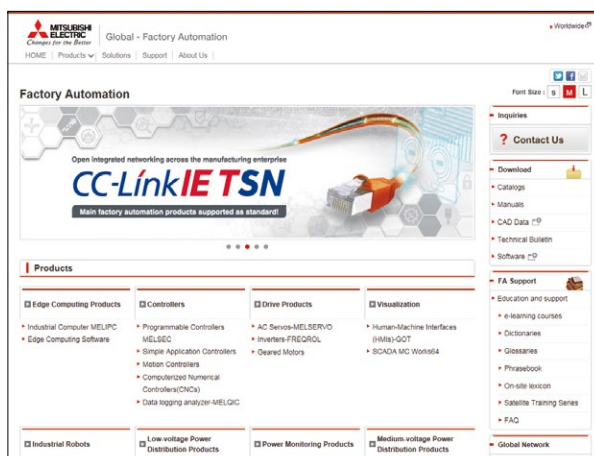 MITSUBISHI
ELECTRIC
Changes for the Better
Global - Factory Automation
Worldwide
HOME | Products | Solutions | Support | About Us
Factory Automation
Font Size : S M L
Open integrated networking across the manufacturing enterprise
CC-Link IE TSN
Main factory automation products supported as standard!
Products
Edge Computing Products
Industrial Computer MELIPC
Edge Computing Software
Controllers
Programmable Controllers
MELSEC
Simple Application Controllers
Motion Controllers
Computerized Numerical
Controllers(CNCs)
Data logging analyzer-MELQIC
Drive Products
AC Servos-MELSERVO
Inverters-FREQROL
Geared Motors
Visualization
Human-Machine Interfaces
(HMIs)-GOT
SCADA MC Works64
Industrial Robots
Low-voltage Power
Distribution Products
Power Monitoring Products
Medium-voltage Power
Distribution Products
Inquiries
? Contact Us
Download
Catalogs
Manuals
CAD Data
Technical Bulletin
Software
FA Support
Education and support
e-learning courses
Dictionaries
Glossaries
Phrasebook
On-site lexicon
Satellite Training Series
FAQ
Global Network